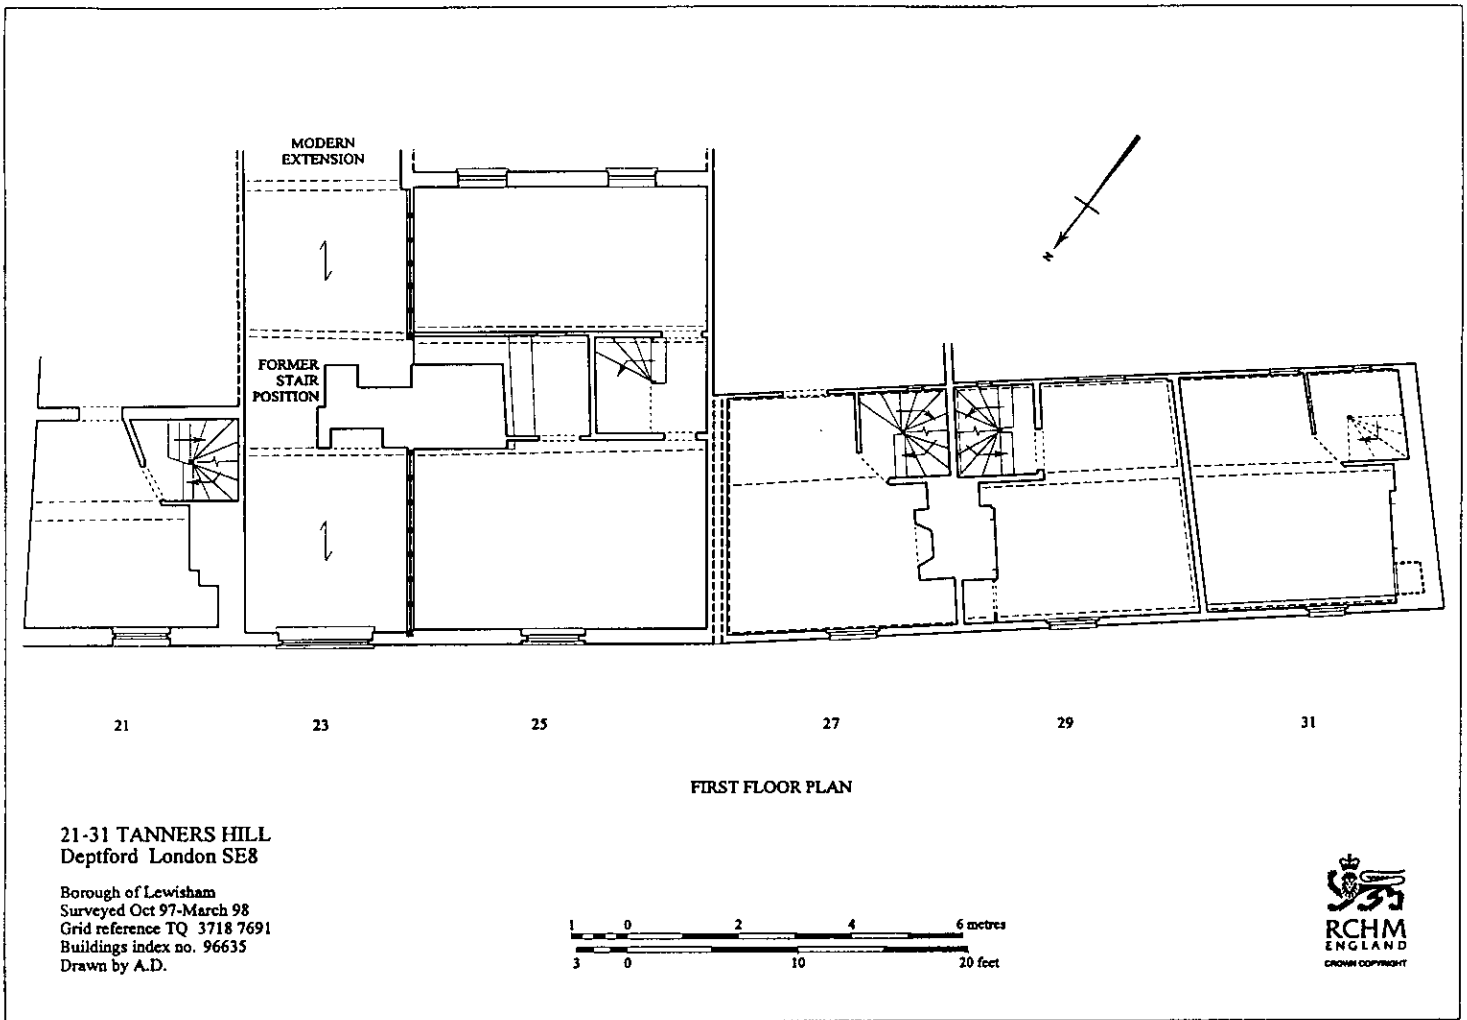 MODERN
EXTENSION
N
FORMER
STAIR
POSITION
21 23 25 27 29 31
FIRST FLOOR PLAN
21-31 TANNERS HILL
Deptford London SE8
Borough of Lewisham
Surveyed Oct 97-March 98
Grid reference TQ 3718 7691
Buildings index no. 96635
Drawn by A.D.
1 0 2 4 6 metres
3 0 10 20 feet
RCHM
ENGLAND
CROWN COPYRIGHT